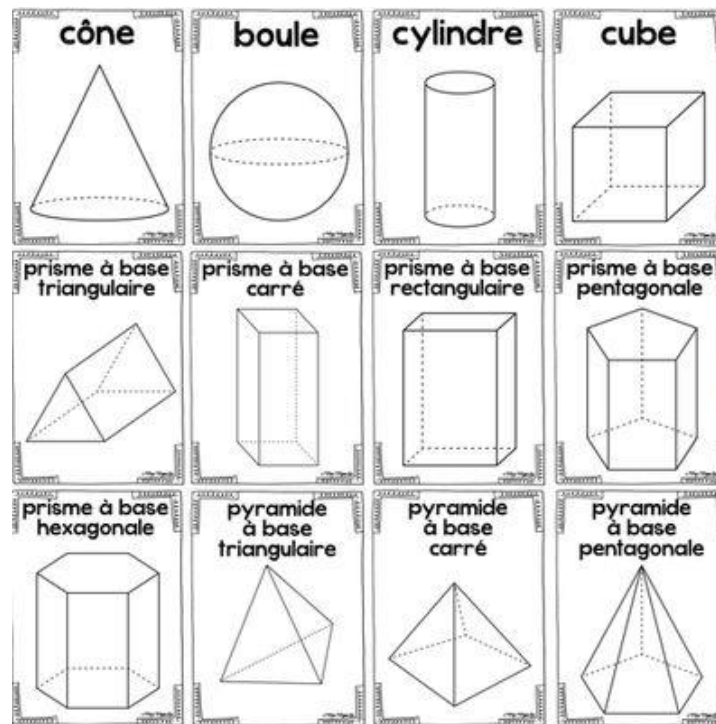 cône
boule
cylindre
cube
prisme à base
triangulaire
prisme à base
carré
prisme à base
rectangulaire
prisme à base
pentagonale
prisme à base
hexagonale
pyramide
à base
triangulaire
pyramide
à base
carré
pyramide
à base
pentagonale